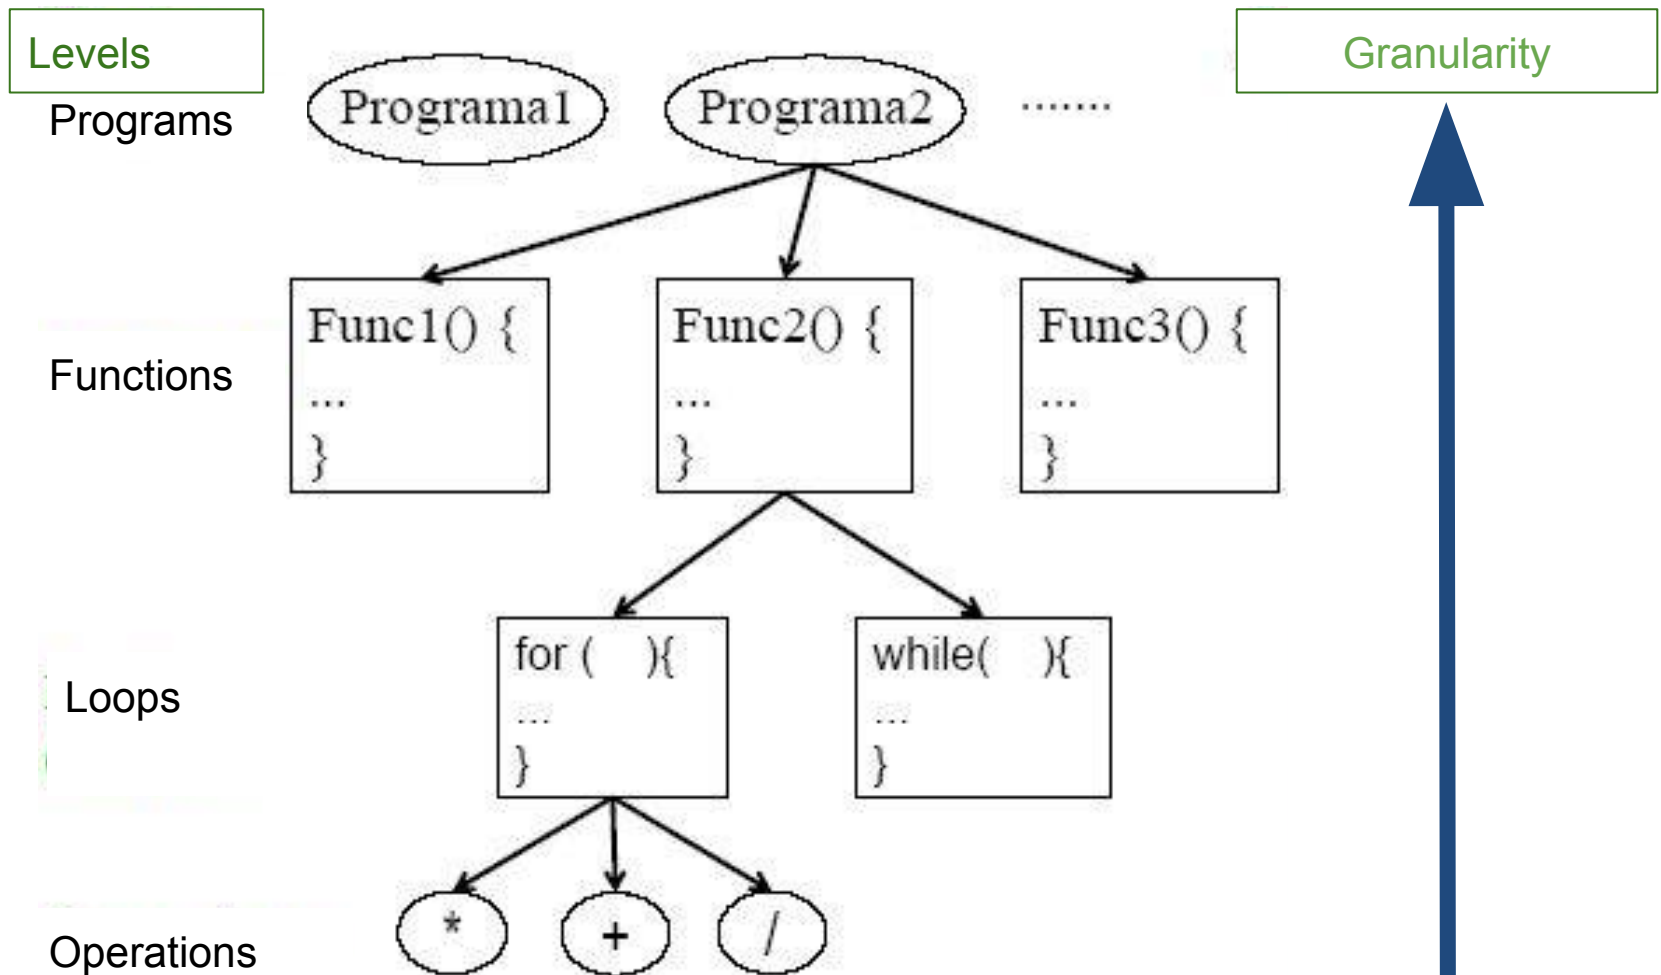 Levels
Granularity
Programs
Programa1
Programa2
.......
Functions
Func1() {
...
}
Func2() {
...
}
Func3() {
...
}
Loops
for ( ){
...
}
while( ){
...
}
Operations
*
+
/